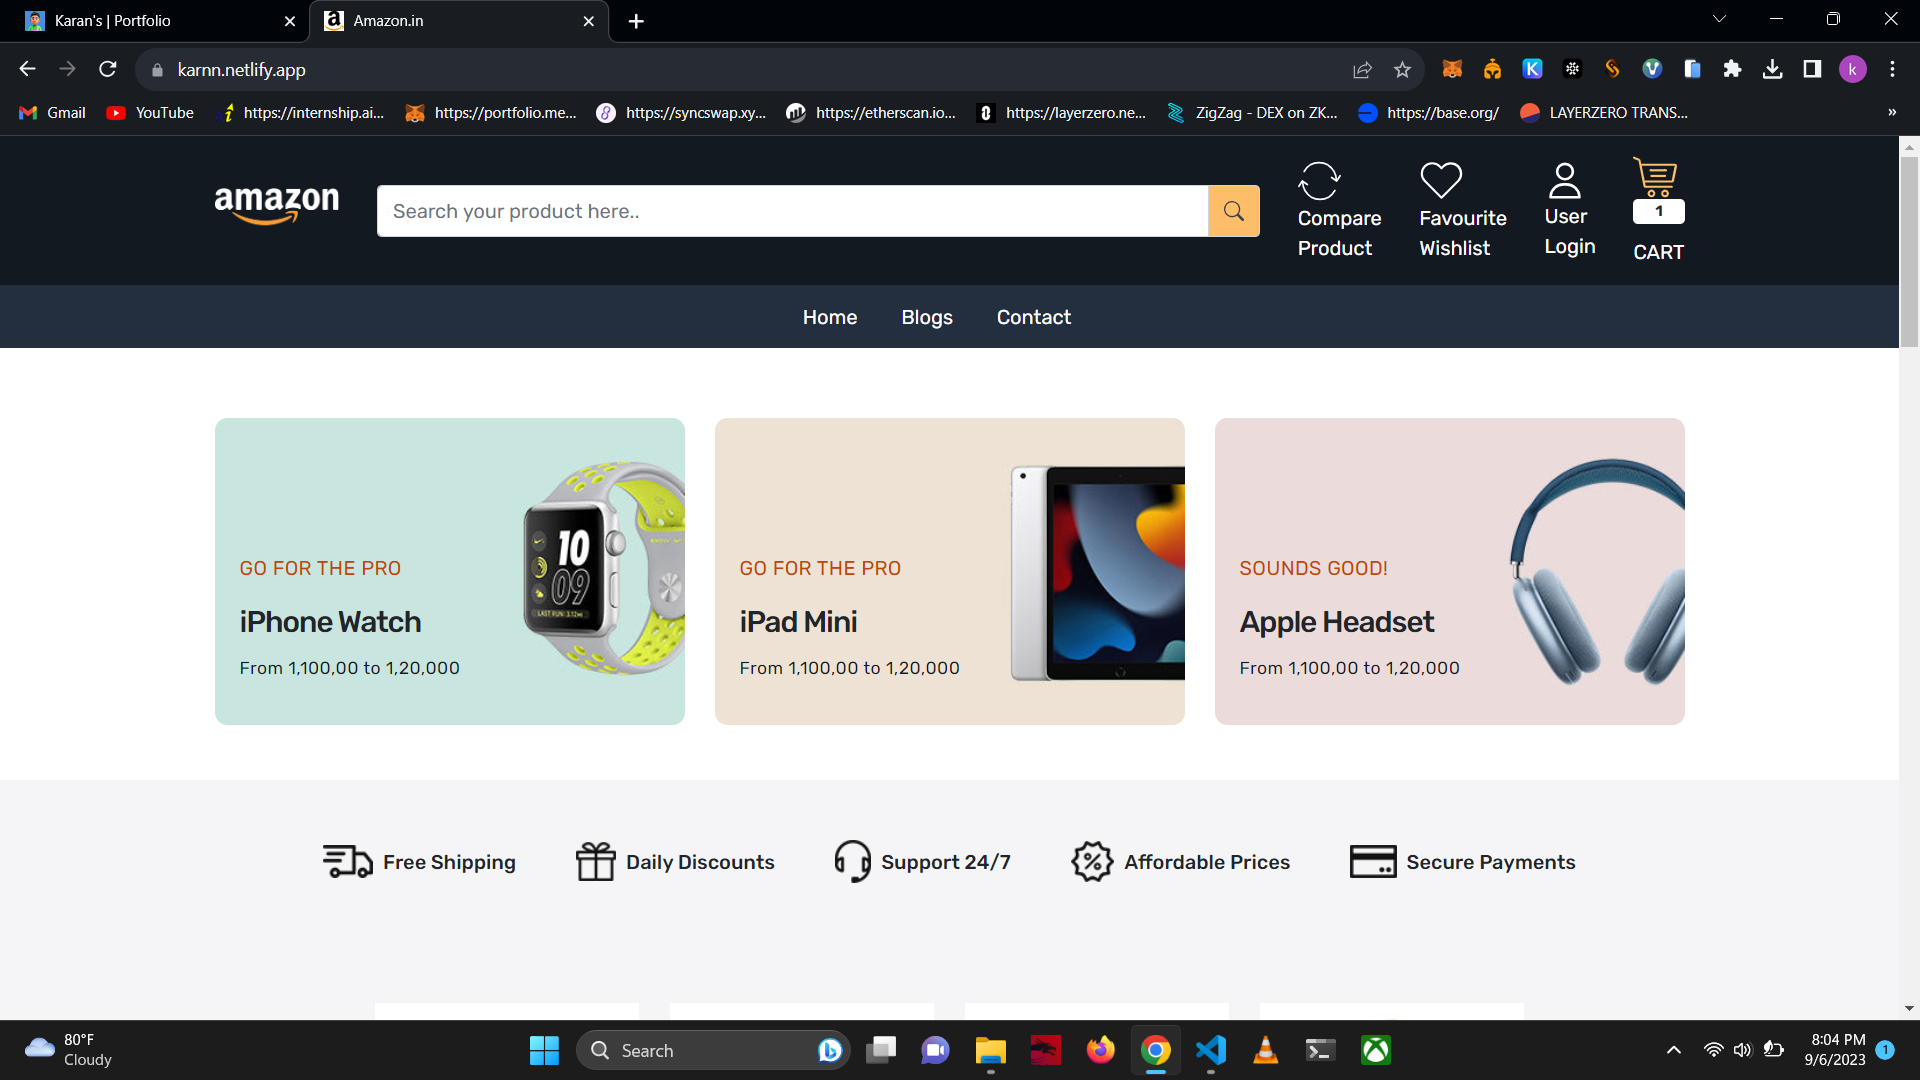 Karan's | Portfolio
Amazon.in
karnn.netlify.app
k
Gmail
YouTube
https://internship.ai...
https://portfolio.me...
https://syncswap.xy...
https://etherscan.io...
https://layerzero.ne...
ZigZag - DEX on ZK...
https://base.org/
LAYERZERO TRANS...
»
amazon
Search your product here..
Compare
Product
Favourite
Wishlist
User
Login
1
CART
Home
Blogs
Contact
GO FOR THE PRO
iPhone Watch
From 1,100,00 to 1,20,000
10
09
GO FOR THE PRO
iPad Mini
From 1,100,00 to 1,20,000
SOUNDS GOOD!
Apple Headset
From 1,100,00 to 1,20,000
Free Shipping
Daily Discounts
Support 24/7
Affordable Prices
Secure Payments
80°F
Cloudy
Search
8:04 PM
9/6/2023
1